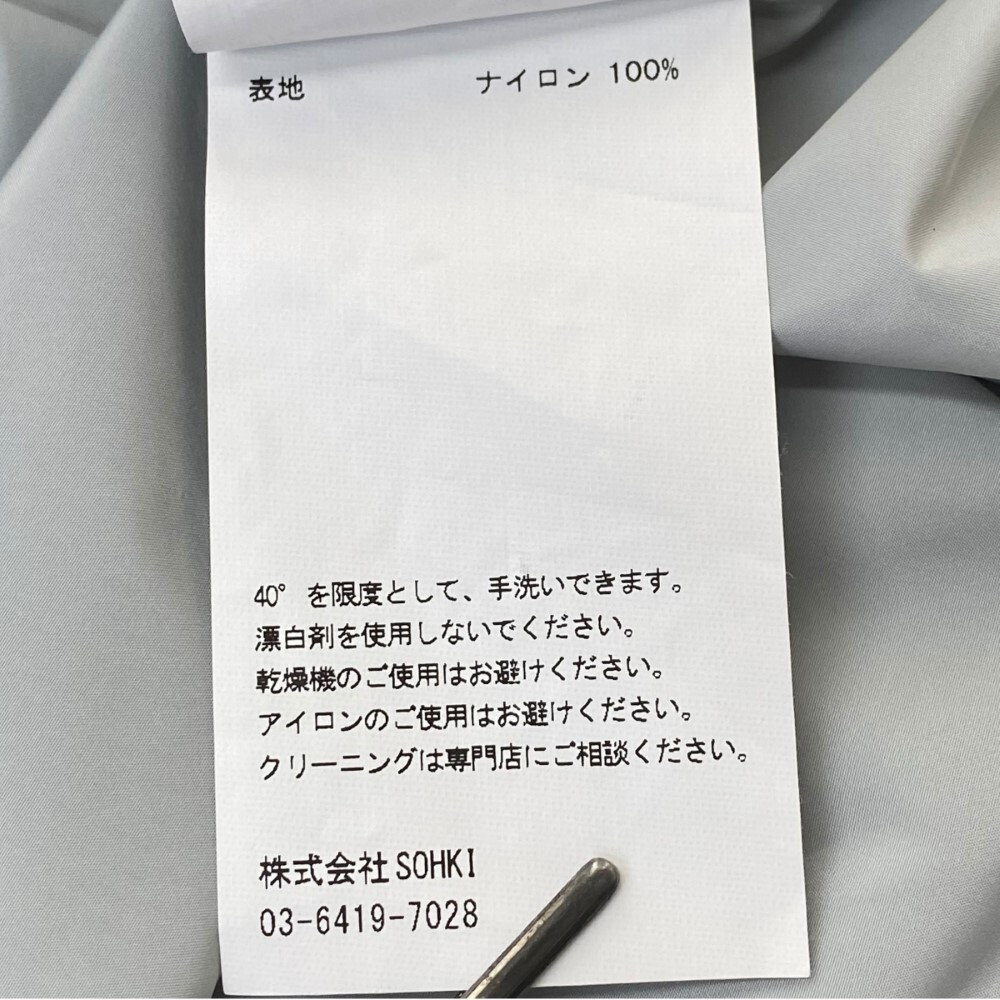 表地 ナイロン 100%
40° を限度として、手洗いできます。
漂白剤を使用しないでください。
乾燥機のご使用はお避けください。
アイロンのご使用はお避けください。
クリーニングは専門店にご相談ください。
株式会社SOHKI
03-6419-7028